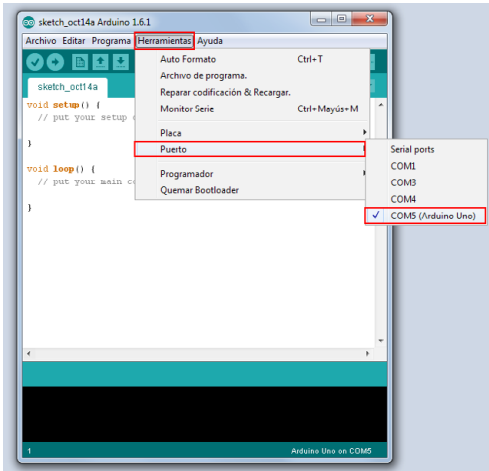 sketch_oct14a Arduino 1.6.1
Archivo Editar Programa Herramientas Ayuda
sketch_oct14a
void setup() {
// put your setup
}
void loop() {
// put your main
}
Auto Formato Ctrl+T
Archivo de programa.
Reparar codificación & Recargar.
Monitor Serie Ctrl+Mayús+M
Placa
Puerto
Programador
Quemar Bootloader
Serial ports
COM1
COM3
COM4
COM5 (Arduino Uno)
1 Arduino Uno on COM5